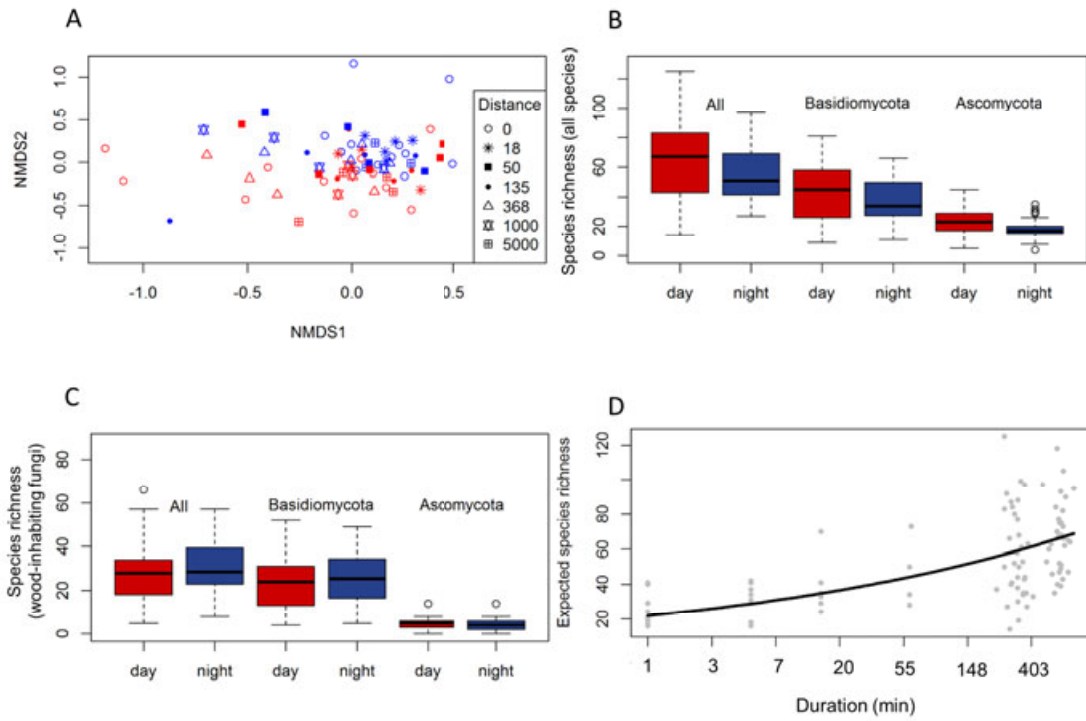 A
NMDS2
1.0
0.5
0.0
-0.5
-1.0
-1.0
-0.5
0.0
0.5
NMDS1
Distance
0
18
50
135
368
1000
5000
B
Species richness (all species)
100
60
20
0
All
Basidiomycota
Ascomycota
day
night
day
night
day
night
C
Species richness
(wood-inhabiting fungi)
80
60
40
20
0
All
Basidiomycota
Ascomycota
day
night
day
night
day
night
D
Expected species richness
120
100
80
60
40
20
1
3
7
20
55
148
403
Duration (min)